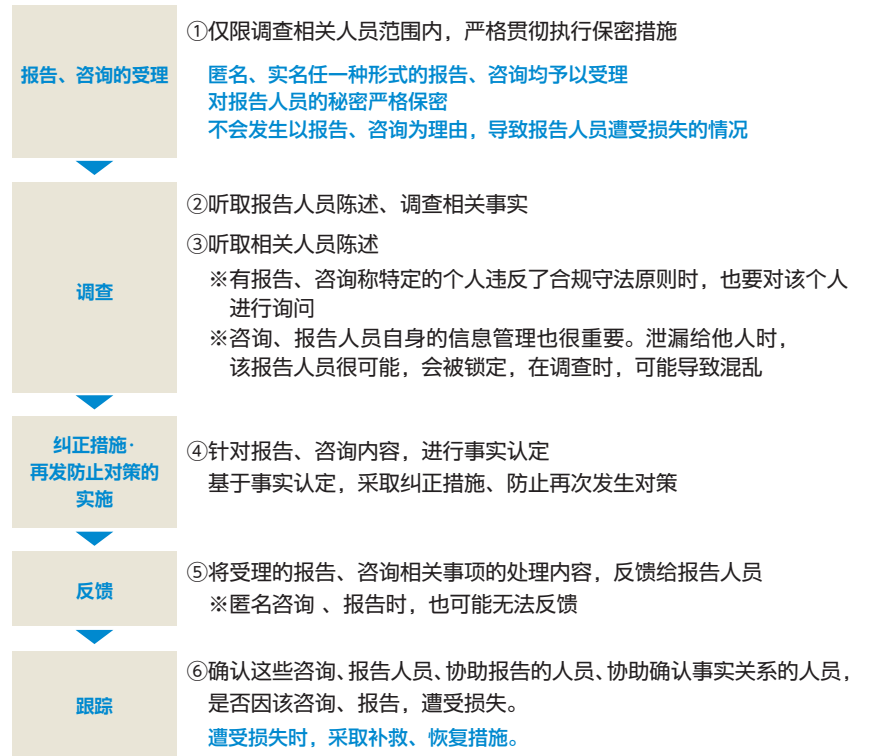 报告、咨询的受理
①仅限调查相关人员范围内，严格贯彻执行保密措施
匿名、实名任一种形式的报告、咨询均予以受理
对报告人员的秘密严格保密
不会发生以报告、咨询为理由，导致报告人员遭受损失的情况
调查
②听取报告人员陈述、调查相关事实
③听取相关人员陈述
※有报告、咨询称特定的个人违反了合规守法原则时，也要对该个人
进行询问
※咨询、报告人员自身的信息管理也很重要。泄漏给他人时，
该报告人员很可能，会被锁定，在调查时，可能导致混乱
纠正措施·
再发防止对策的
实施
④针对报告、咨询内容，进行事实认定
基于事实认定，采取纠正措施、防止再次发生对策
反馈
⑤将受理的报告、咨询相关事项的处理内容，反馈给报告人员
※匿名咨询 、报告时，也可能无法反馈
跟踪
⑥确认这些咨询、报告人员、协助报告的人员、协助确认事实关系的人员，
是否因该咨询、报告，遭受损失。
遭受损失时，采取补救、恢复措施。